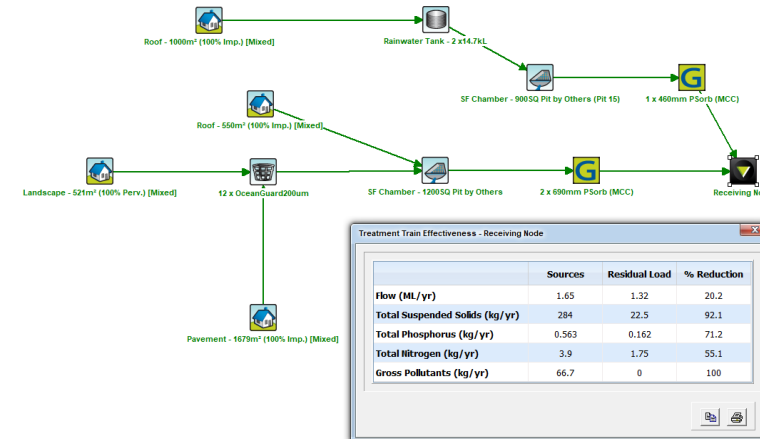 Roof - 1000m² (100% Imp.) [Mixed]
Rainwater Tank - 2 x14.7kL
SF Chamber - 900SQ Pit by Others (Pit 15)
G
1 x 460mm PSorb (MCC)
Roof - 550m² (100% Imp.) [Mixed]
Landscape - 521m² (100% Perv.) [Mixed]
12 x OceanGuard200um
SF Chamber - 1200SQ Pit by Others
G
2 x 690mm PSorb (MCC)
Receiving No
Pavement - 1679m² (100% Imp.) [Mixed]
Treatment Train Effectiveness - Receiving Node
Sources Residual Load % Reduction
Flow (ML/yr) 1.65 1.32 20.2
Total Suspended Solids (kg/yr) 284 22.5 92.1
Total Phosphorus (kg/yr) 0.563 0.162 71.2
Total Nitrogen (kg/yr) 3.9 1.75 55.1
Gross Pollutants (kg/yr) 66.7 0 100